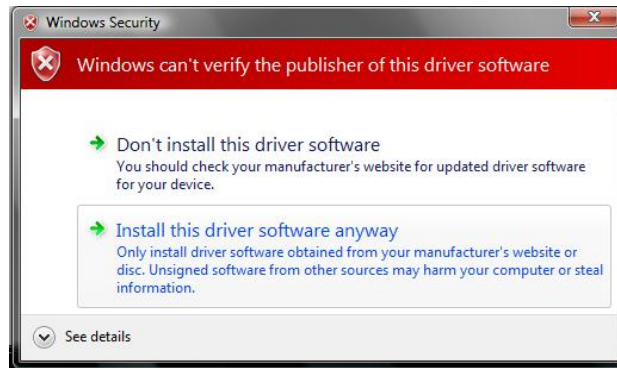 Windows Security
Windows can't verify the publisher of this driver software
Don't install this driver software
You should check your manufacturer's website for updated driver software
for your device.
Install this driver software anyway
Only install driver software obtained from your manufacturer's website or
disc. Unsigned software from other sources may harm your computer or steal
information.
See details